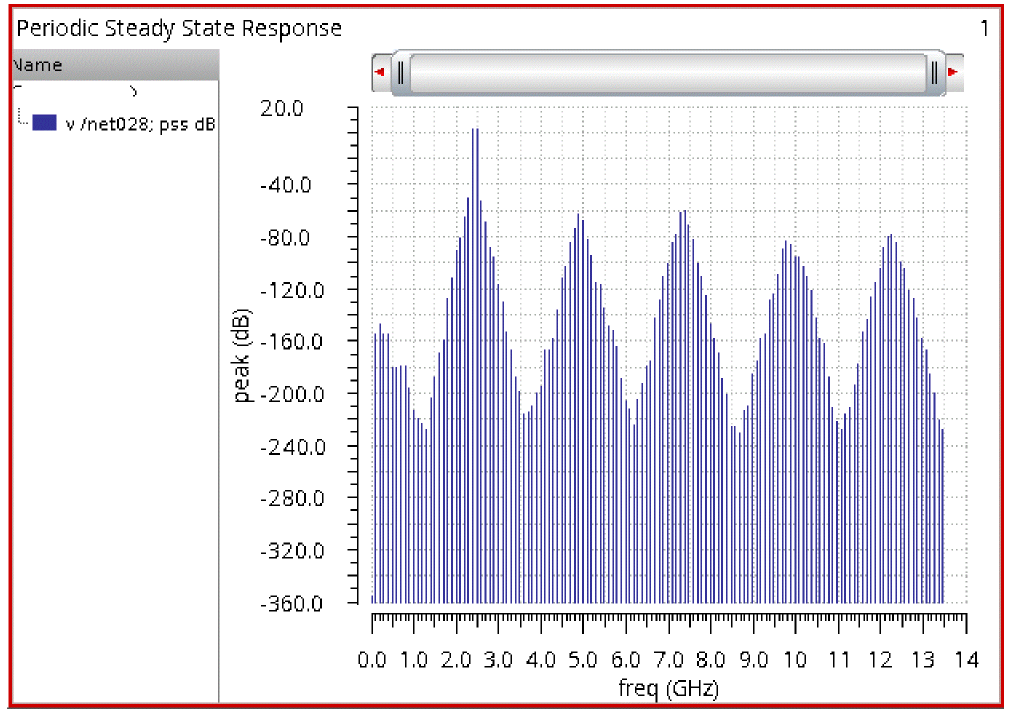 Periodic Steady State Response 1
Name
v /net028; pss dB
20.0
-40.0
-80.0
-120.0
-160.0
-200.0
-240.0
-280.0
-320.0
-360.0
peak (dB)
0.0 1.0 2.0 3.0 4.0 5.0 6.0 7.0 8.0 9.0 10 11 12 13 14
freq (GHz)